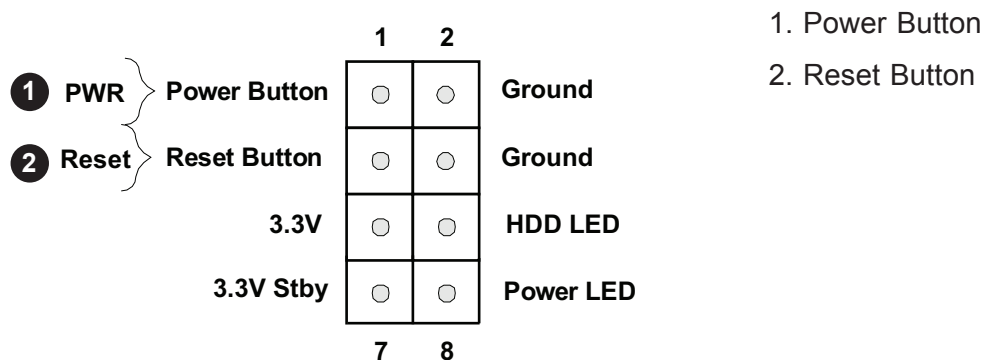 1 2
1 PWR Power Button Ground
2 Reset Reset Button Ground
3.3V HDD LED
3.3V Stby Power LED
7 8
1. Power Button
2. Reset Button